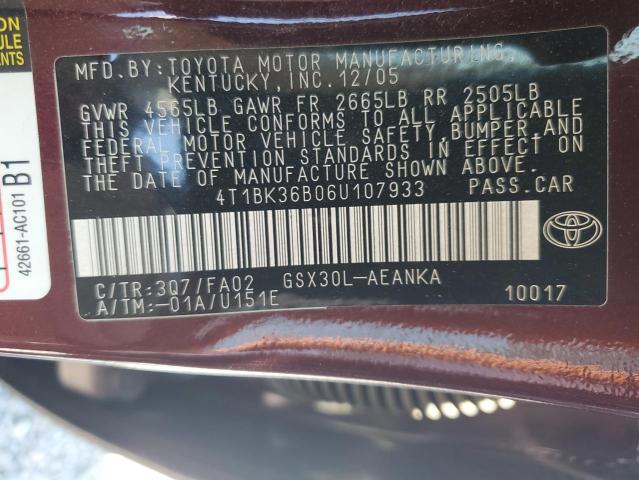 MFD.BY:TOYOTA MOTOR MANUFACTURING,
KENTUCKY,INC.12/05
GVWR 4565LB GAWR FR 2665LB RR 2505LB
THIS VEHICLE CONFORMS TO ALL APPLICABLE
FEDERAL MOTOR VEHICLE SAFETY,BUMPER,AND
THEFT PREVENTION STANDARDS IN EFFECT ON
THE DATE OF MANUFACTURE SHOWN ABOVE.
4T1BK36B06U107933 PASS.CAR
C/TR:3Q7/FA02 GSX30L-AEANKA
A/TM:-01A/U151E 10017
42661-AC101
B1